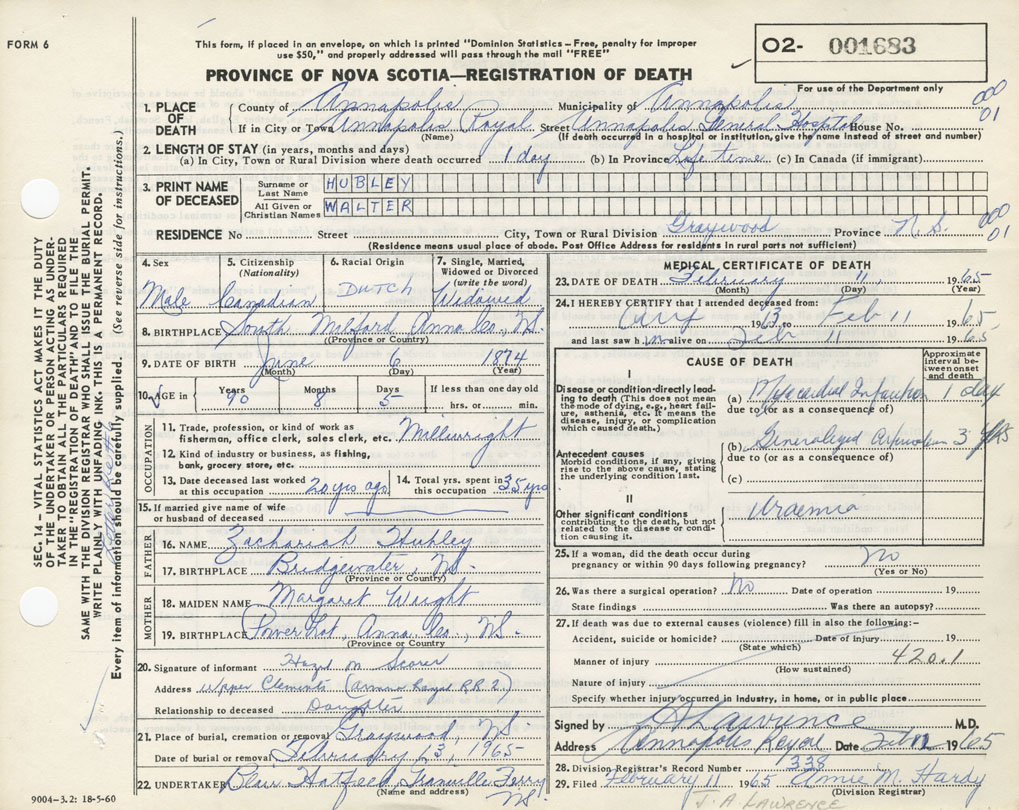 FORM 6
This form, if placed in an envelope, on which is printed "Dominion Statistics—Free, penalty for improper
use $50," and properly addressed will pass through the mail "FREE"
O2- 001683
PROVINCE OF NOVA SCOTIA—REGISTRATION OF DEATH
For use of the Department only
1. PLACE OF DEATH { County of Annapolis Municipality of Annapolis 000
If in City or Town Annapolis Royal Street Annapolis General Hospital House No. 01
(Name) (If death occurred in a hospital or institution, give the name instead of street and number)
2. LENGTH OF STAY (in years, months and days)
(a) In City, Town or Rural Division where death occurred 1 day (b) In Province Life time (c) In Canada (if immigrant)
3. PRINT NAME OF DECEASED { Surname or Last Name HUBLEY
All Given or Christian Names WALTER
RESIDENCE No Street City, Town or Rural Division Graywood Province N.S. 000 01
(Residence means usual place of abode. Post Office Address for residents in rural parts not sufficient)
4. Sex Male
5. Citizenship (Nationality) Canadian
6. Racial Origin DUTCH
7. Single, Married, Widowed or Divorced (write the word) Widowed
8. BIRTHPLACE South Milford Anna Co., N.S.
(Province or Country)
9. DATE OF BIRTH June 6 1874
(Month) (Day) (Year)
10. AGE in Years 90 Months 8 Days 5 If less than one day old hrs. or min.
OCCUPATION
11. Trade, profession, or kind of work as
fisherman, office clerk, sales clerk, etc. Millwright
12. Kind of industry or business, as fishing,
bank, grocery store, etc.
13. Date deceased last worked at this occupation 20 yrs ago
14. Total yrs. spent in this occupation 35 yrs
15. If married give name of wife
or husband of deceased
FATHER
16. NAME Zachariah Hubley
17. BIRTHPLACE Bridgewater, N.S.
(Province or Country)
MOTHER
18. MAIDEN NAME Margaret Wright
19. BIRTHPLACE Power Lot, Anna Co., N.S.
(Province or Country)
20. Signature of informant Hazel M. Scarer
Address Upper Clements (Anna Royal RR 2)
Relationship to deceased Daughter
21. Place of burial, cremation or removal Graywood, N.S.
Date of burial or removal February 13, 1965
22. UNDERTAKER Blair Hatfield, Granville Ferry N.S.
(Name and address)
MEDICAL CERTIFICATE OF DEATH
23. DATE OF DEATH February 11 1965
(Month) (Day) (Year)
24. I HEREBY CERTIFY that I attended deceased from:
Aug 1963 to Feb 11 1965
and last saw him alive on Feb 11 1965
CAUSE OF DEATH
Approximate interval between onset and death
I
Disease or condition directly leading to death (This does not mean the mode of dying, e.g., heart failure, asthenia, etc. It means the disease, injury, or complication which caused death.)
(a) Myocardial Infarction 1 day
due to (or as a consequence of)
Antecedent causes
Morbid conditions, if any, giving rise to the above cause, stating the underlying condition last.
(b) Generalized 3 yrs
due to (or as a consequence of)
(c)
II
Other significant conditions
contributing to the death, but not related to the disease or condition causing it.
Uraemia
25. If a woman, did the death occur during
pregnancy or within 90 days following pregnancy? no
(Yes or No)
26. Was there a surgical operation? No Date of operation 19
State findings Was there an autopsy?
27. If death was due to external causes (violence) fill in also the following:—
Accident, suicide or homicide? Date of injury 19
(State which)
Manner of injury 420.1
(How sustained)
Nature of injury
Specify whether injury occurred in industry, in home, or in public place
Signed by Lawrence M.D.
Address Annapolis Royal Date Feb 12 1965
28. Division Registrar's Record Number 338
29. Filed February 11 1965 Annie M. Hardy
(Division Registrar)
J. A. LAWRENCE
SEC. 14 – VITAL STATISTICS ACT MAKES IT THE DUTY
OF THE UNDERTAKER OR PERSON ACTING AS UNDER-
TAKER TO OBTAIN ALL THE PARTICULARS REQUIRED
IN THE "REGISTRATION OF DEATH" AND TO FILE THE
SAME WITH THE DIVISION REGISTRAR WHO SHALL ISSUE THE BURIAL PERMIT.
WRITE PLAINLY WITH UNFADING INK. THIS IS A PERMANENT RECORD.
Every item of information should be carefully supplied. (See reverse side for instructions.)
9004-3.2: 18-5-60